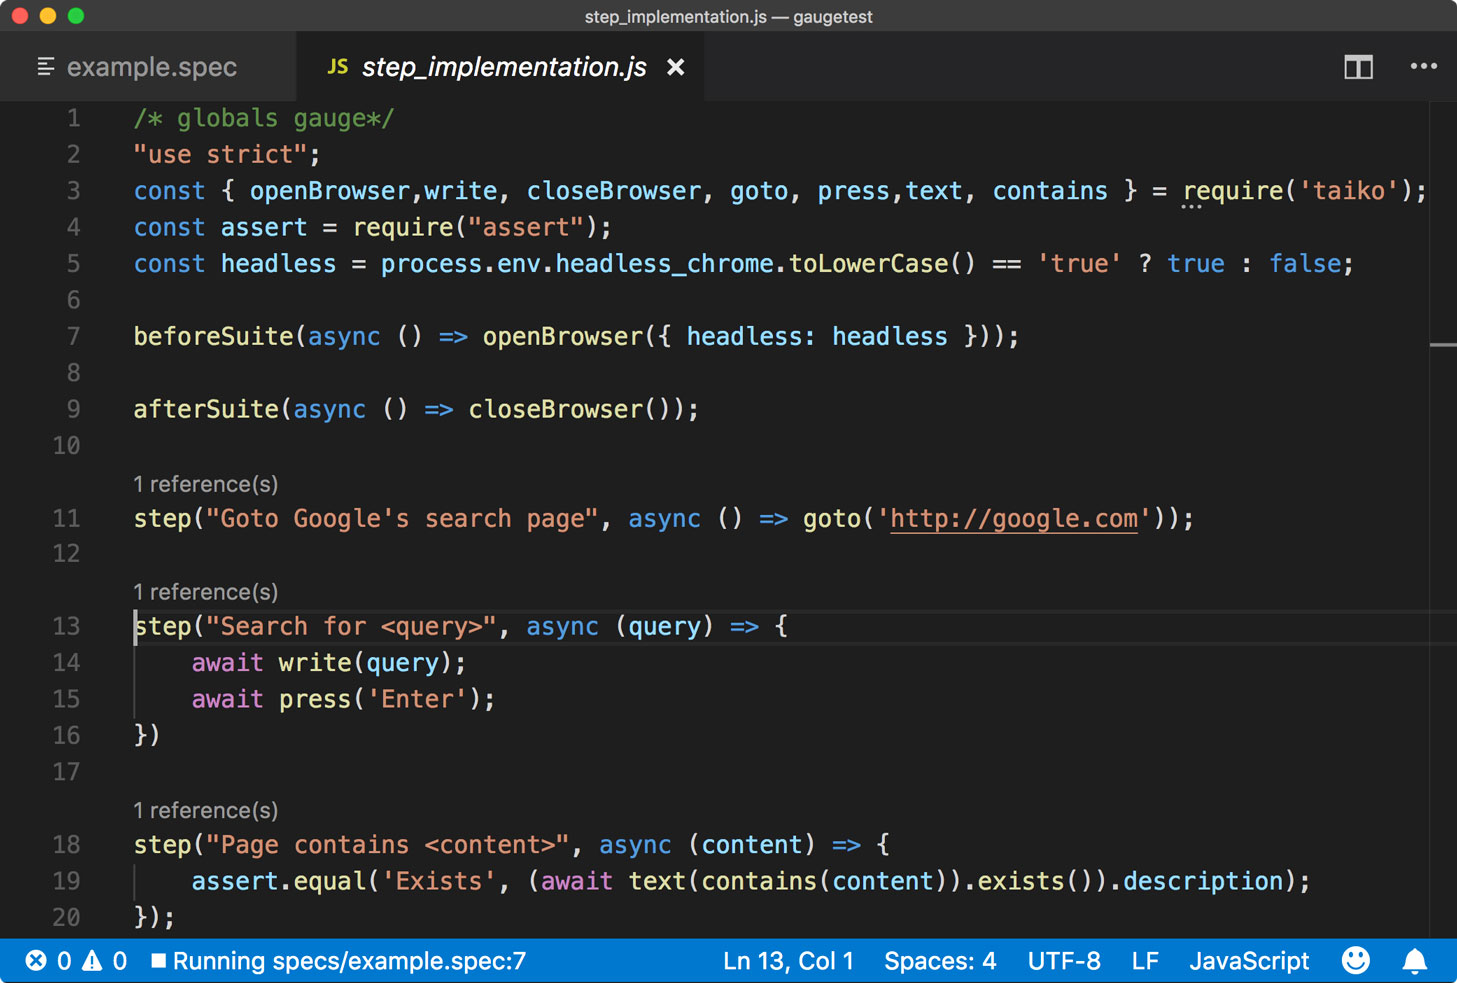 step_implementation.js — gaugetest
example.spec
JS step_implementation.js
1 /* globals gauge*/
2 "use strict";
3 const { openBrowser,write, closeBrowser, goto, press,text, contains } = require('taiko');
4 const assert = require("assert");
5 const headless = process.env.headless_chrome.toLowerCase() == 'true' ? true : false;
6
7 beforeSuite(async () => openBrowser({ headless: headless }));
8
9 afterSuite(async () => closeBrowser());
10
1 reference(s)
11 step("Goto Google's search page", async () => goto('http://google.com'));
12
1 reference(s)
13 step("Search for <query>", async (query) => {
14     await write(query);
15     await press('Enter');
16 })
17
1 reference(s)
18 step("Page contains <content>", async (content) => {
19     assert.equal('Exists', (await text(contains(content)).exists()).description);
20 });
0 0 Running specs/example.spec:7 Ln 13, Col 1 Spaces: 4 UTF-8 LF JavaScript